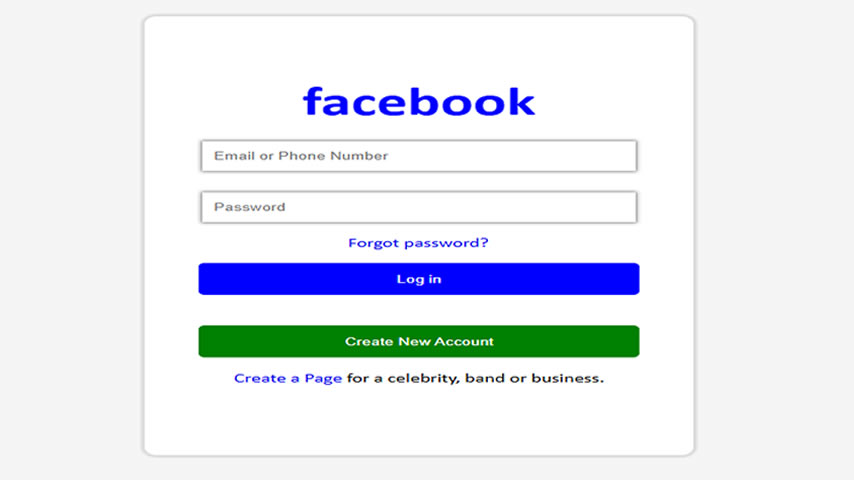 facebook
Email or Phone Number
Password
Forgot password?
Log in
Create New Account
Create a Page for a celebrity, band or business.